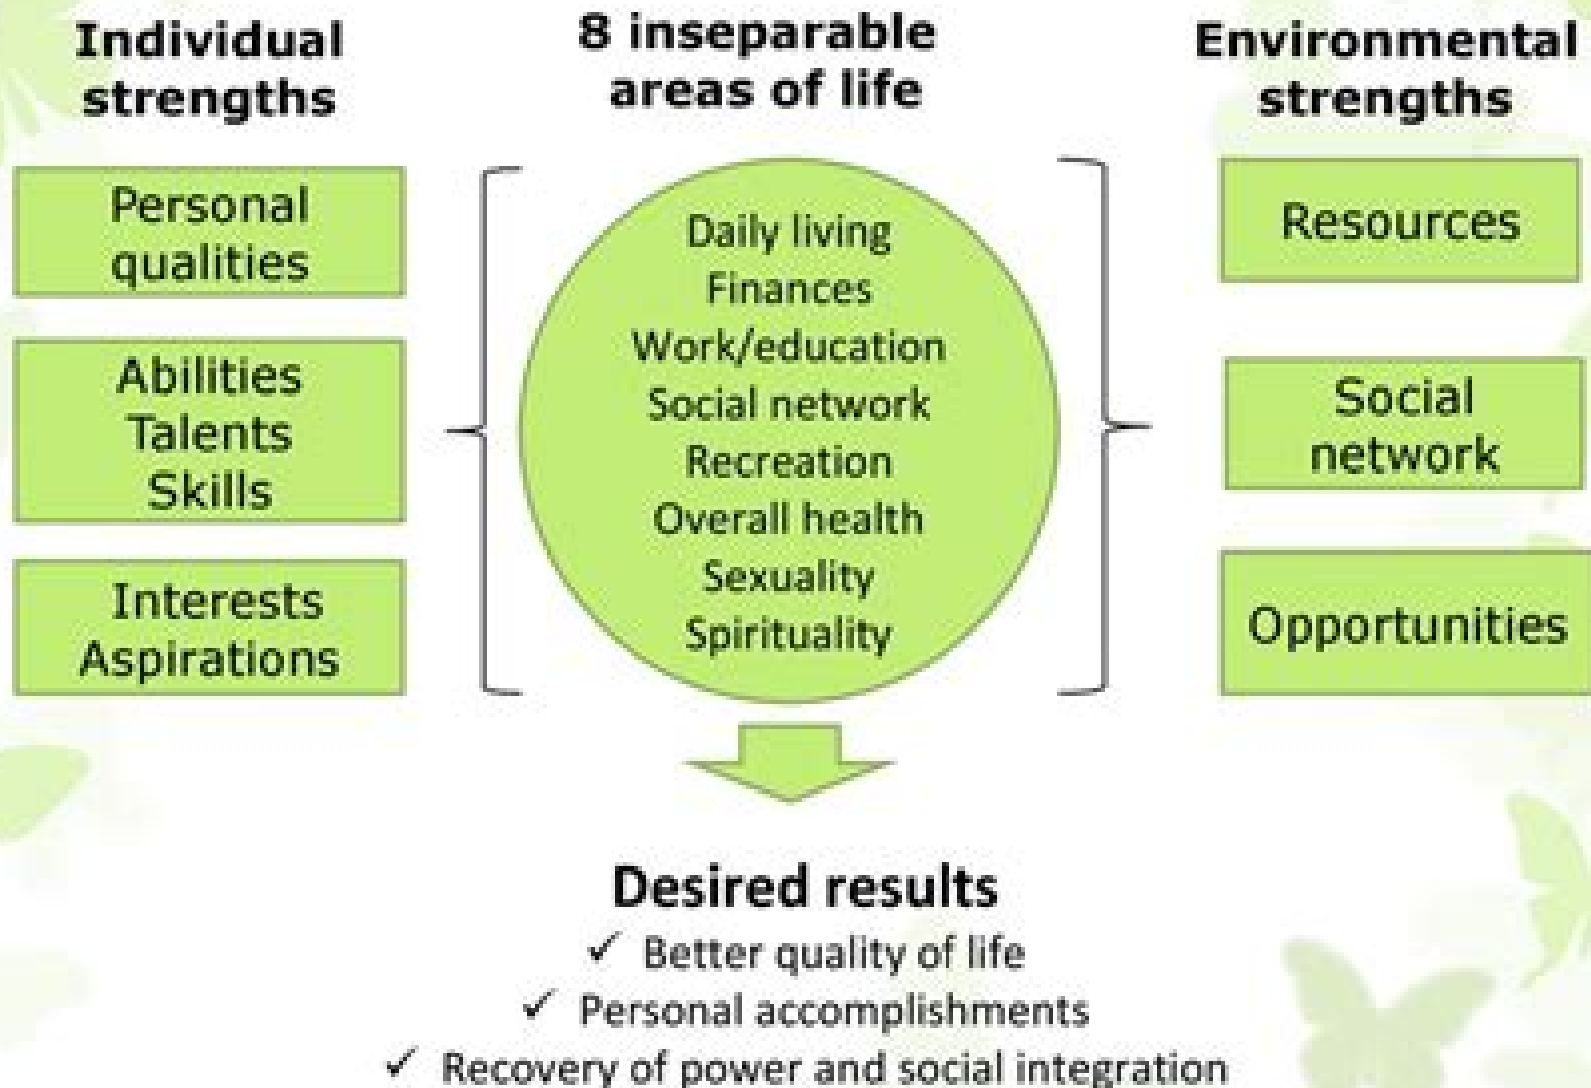 Individual
strengths
8 inseparable
areas of life
Environmental
strengths
Personal
qualities
Abilities
Talents
Skills
Interests
Aspirations
Daily living
Finances
Work/education
Social network
Recreation
Overall health
Sexuality
Spirituality
Resources
Social
network
Opportunities
Desired results
✓ Better quality of life
✓ Personal accomplishments
✓ Recovery of power and social integration